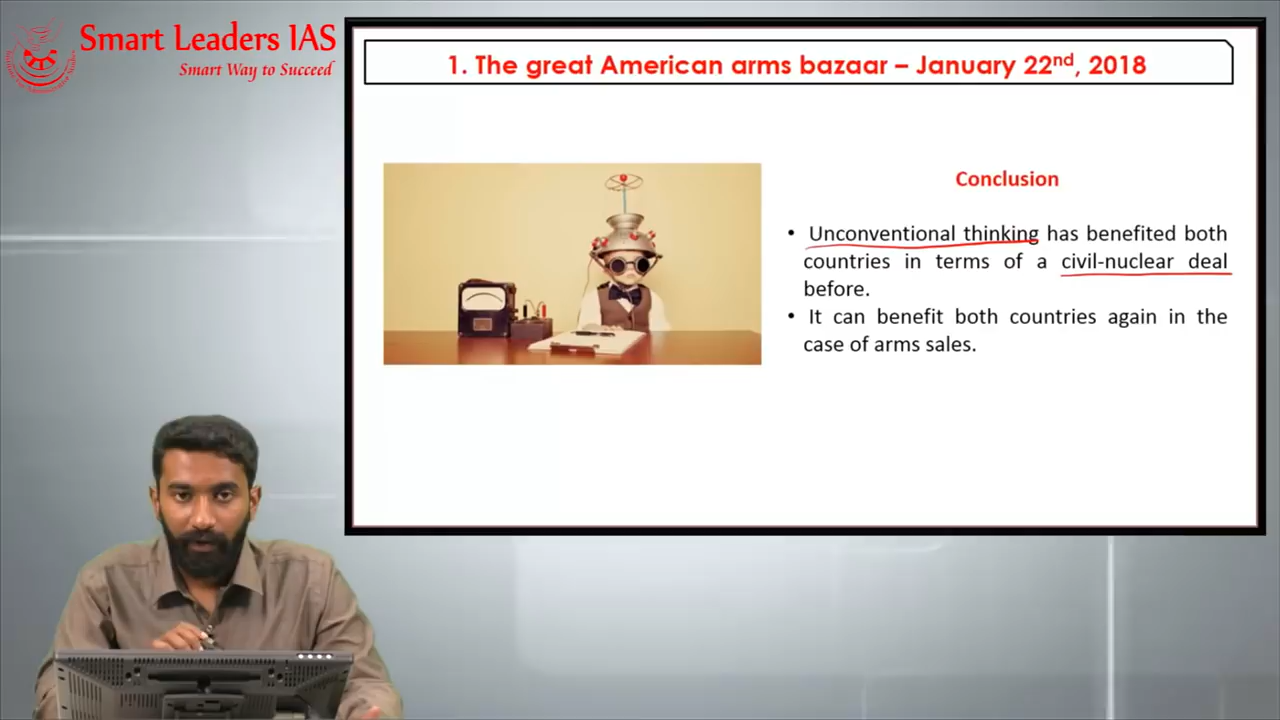 Smart Leaders IAS
Smart Way to Succeed
1. The great American arms bazaar – January 22nd, 2018
Conclusion
• Unconventional thinking has benefited both
countries in terms of a civil-nuclear deal
before.
• It can benefit both countries again in the
case of arms sales.